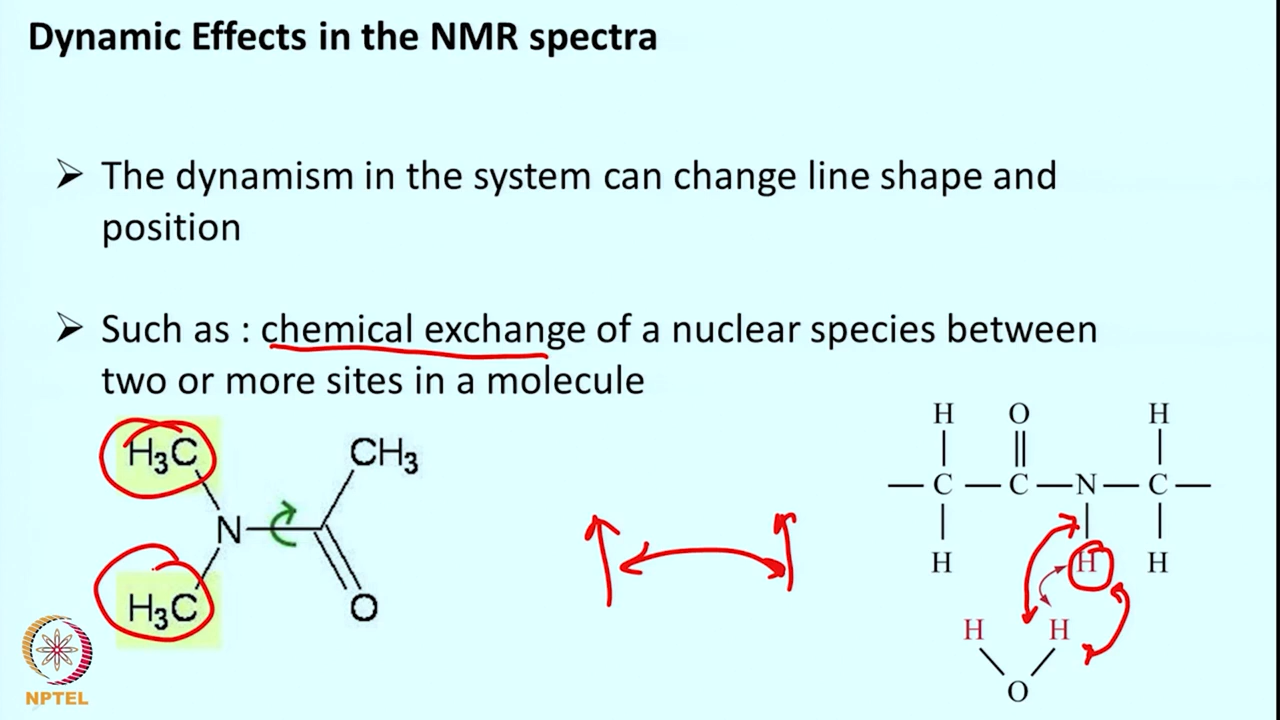 Dynamic Effects in the NMR spectra
➢ The dynamism in the system can change line shape and
position
➢ Such as : chemical exchange of a nuclear species between
two or more sites in a molecule
H₃C
CH₃
N
H₃C
O
H O H
— C — C — N — C —
H H H
H H
O
NPTEL